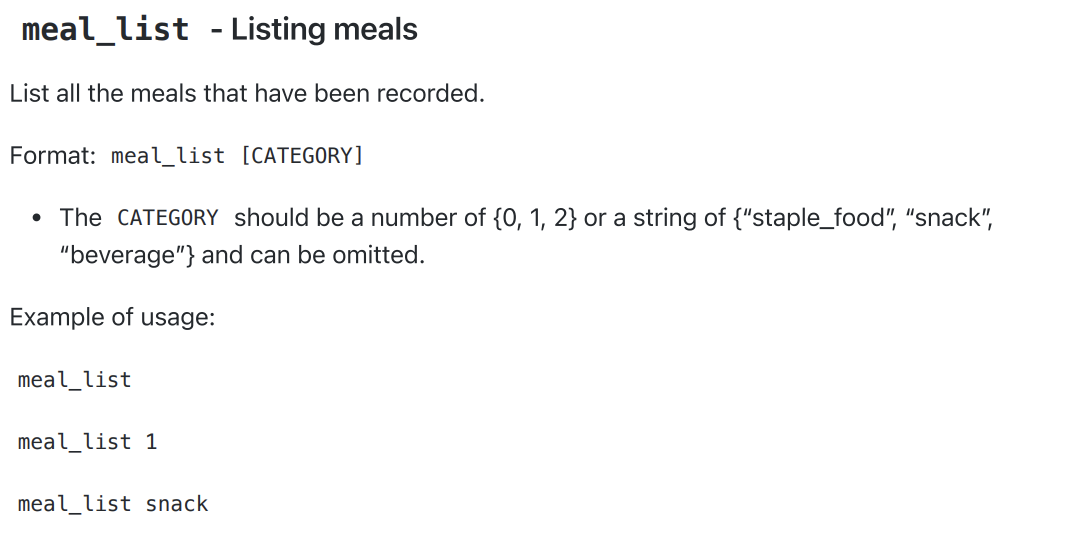 meal_list - Listing meals
List all the meals that have been recorded.
Format: meal_list [CATEGORY]
• The CATEGORY should be a number of {0, 1, 2} or a string of {“staple_food”, “snack”,
“beverage”} and can be omitted.
Example of usage:
meal_list
meal_list 1
meal_list snack